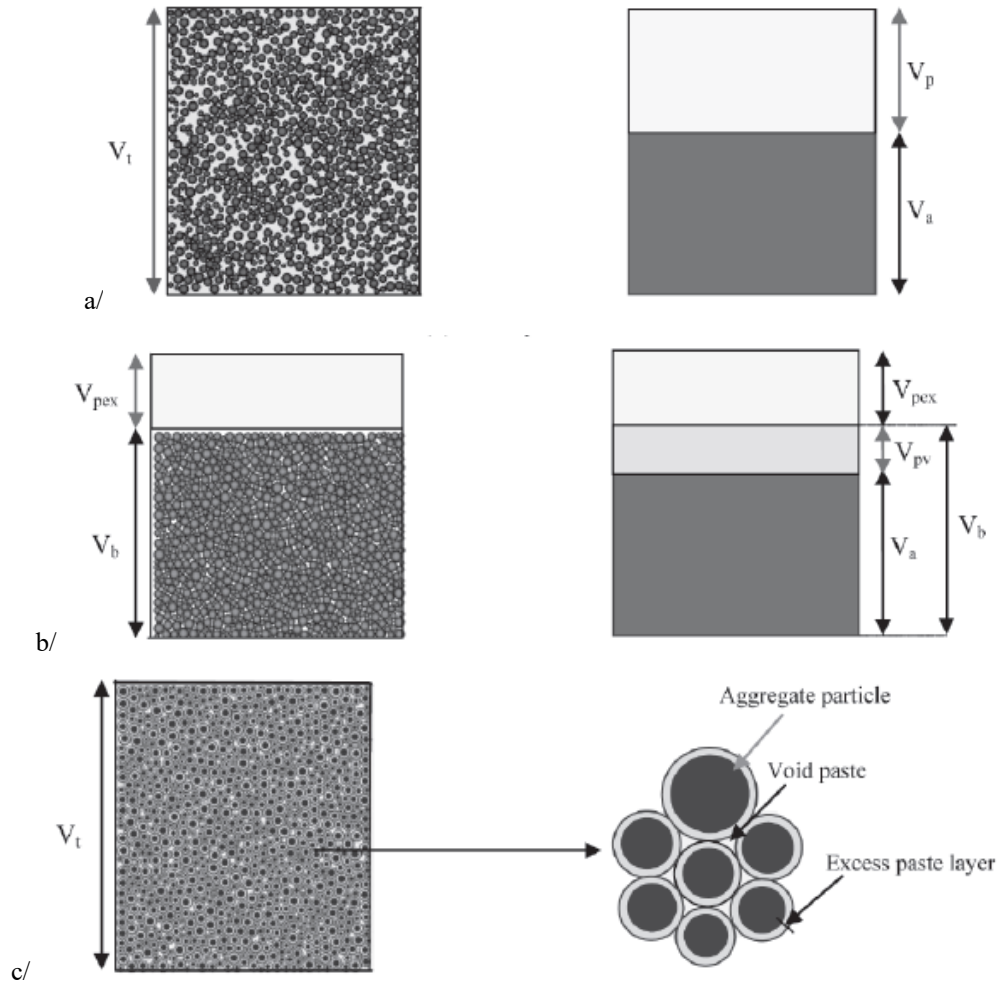 V_t
V_p
V_a
a/
V_pex
V_b
V_pex
V_pv
V_a
V_b
b/
V_t
Aggregate particle
Void paste
Excess paste layer
c/